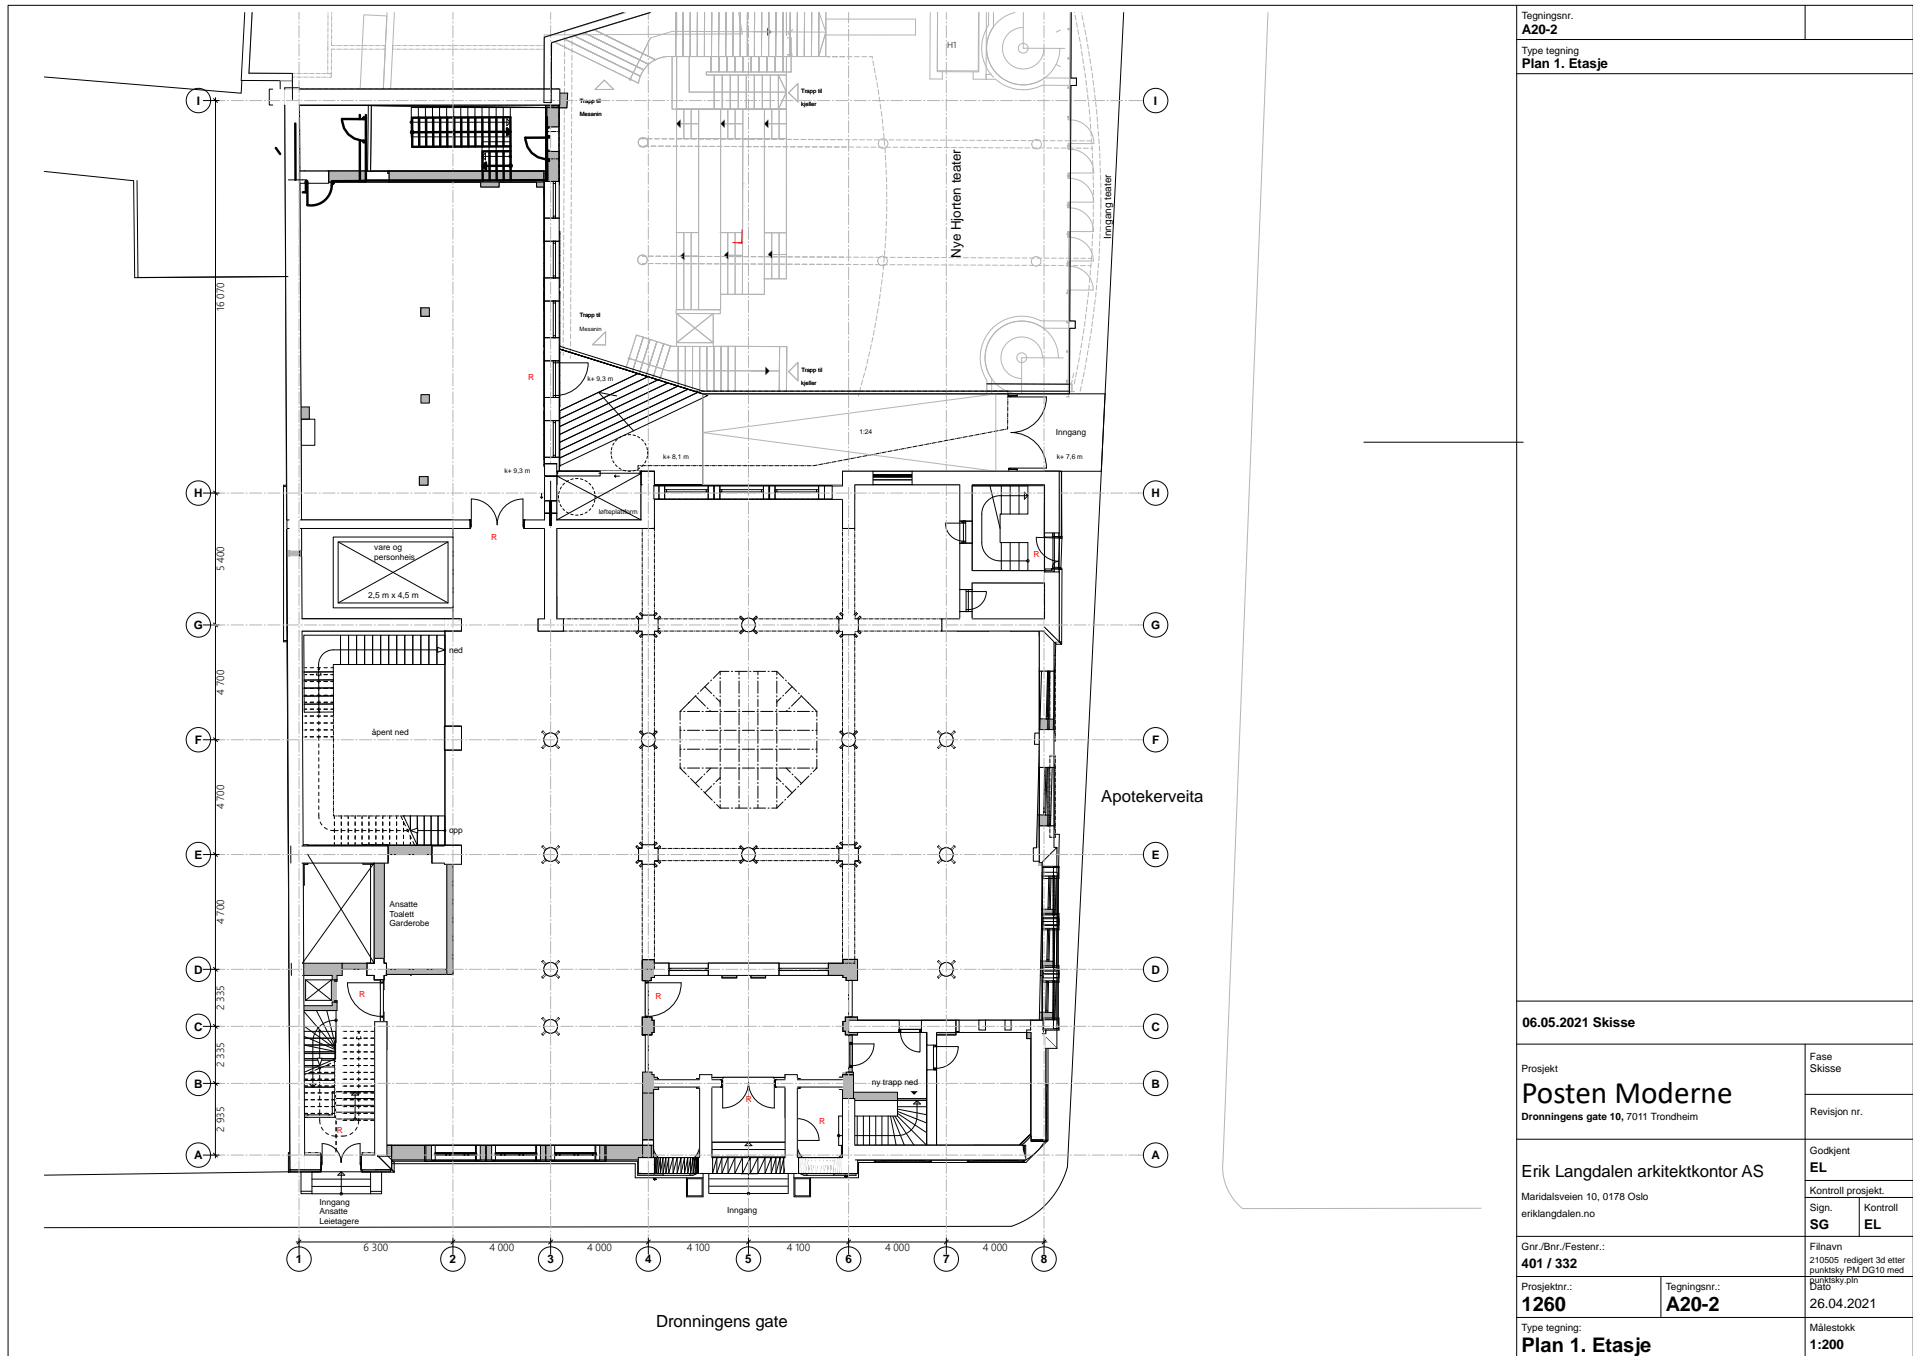 Tegningsnr.
A20-2
Type tegning
Plan 1. Etasje
H1
Trapp til
Mesanin
Trapp til
kjeller
I
I
Nye Hjorten teater
Inngang teater
16 070
Trapp til
Mesanin
Trapp til
kjeller
R
k+ 9,3 m
1:24
Inngang
k+ 9,3 m
k+ 8,1 m
k+ 7,6 m
H
H
løfteplattform
R
vare og
personheis
2,5 m x 4,5 m
R
5 400
G
G
ned
4 700
F
åpent ned
F
4 700
Apotekerveita
opp
E
E
4 700
Ansatte
Toalett
Garderobe
D
D
R
R
2 335
C
C
2 335
B
ny trapp ned
B
R
R
R
2 935
A
A
Inngang
Ansatte
Leietagere
Inngang
6 300
4 000
4 000
4 100
4 100
4 000
4 000
1
2
3
4
5
6
7
8
Dronningens gate
06.05.2021 Skisse
Prosjekt
Posten Moderne
Dronningens gate 10, 7011 Trondheim
Fase
Skisse
Revisjon nr.
Erik Langdalen arkitektkontor AS
Maridalsveien 10, 0178 Oslo
eriklangdalen.no
Godkjent
EL
Kontroll prosjekt.
Sign.
SG
Kontroll
EL
Gnr./Bnr./Festenr.:
401 / 332
Filnavn
210505 redigert 3d etter
punktsky PM DG10 med
punktsky.pln
Prosjektnr.:
1260
Tegningsnr.:
A20-2
Dato
26.04.2021
Type tegning:
Plan 1. Etasje
Målestokk
1:200